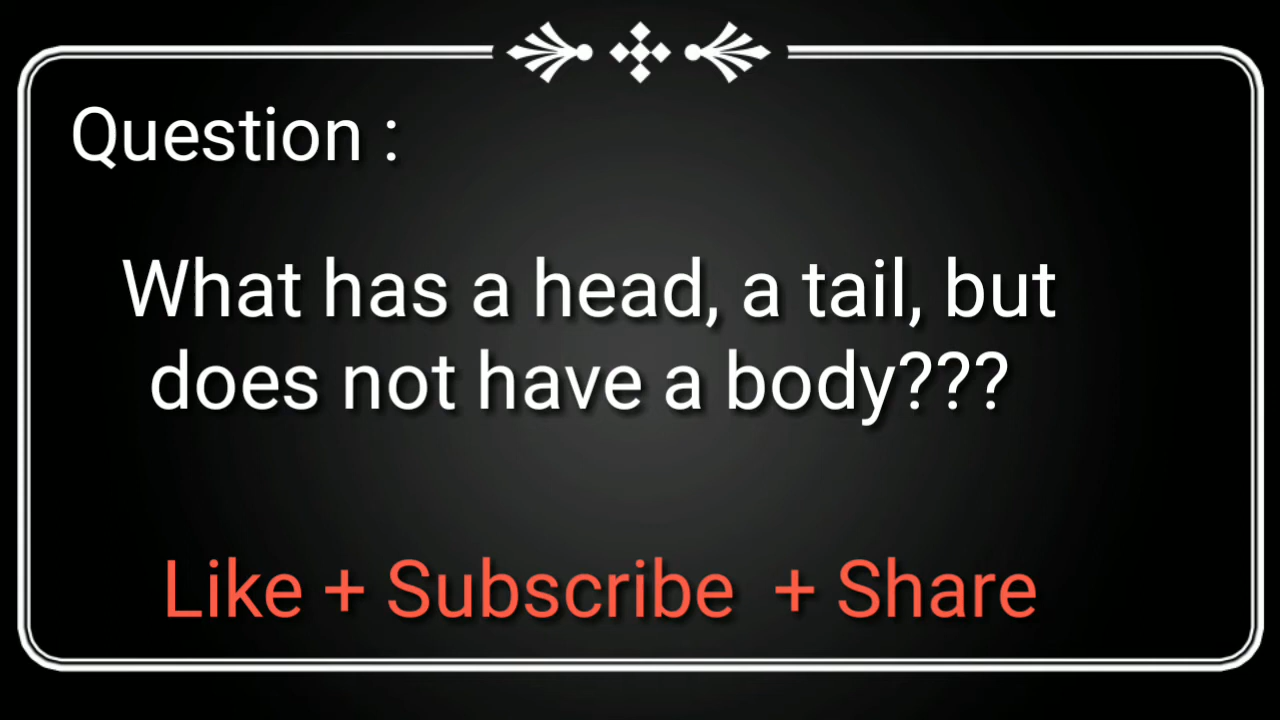 Question :
What has a head, a tail, but
does not have a body???
Like + Subscribe + Share